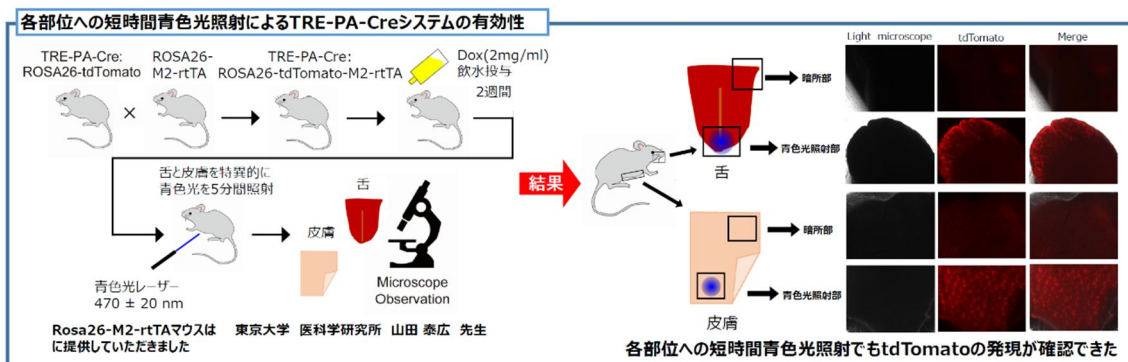 各部位への短時間青色光照射によるTRE-PA-Creシステムの有効性
TRE-PA-Cre:
ROSA26-tdTomato
×
ROSA26-
M2-rtTA
TRE-PA-Cre:
ROSA26-tdTomato-M2-rtTA
Dox(2mg/ml)
飲水投与
2週間
舌と皮膚を特異的に
青色光を5分間照射
青色光レーザー
470 ± 20 nm
舌
皮膚
Microscope
Observation
Rosa26-M2-rtTAマウスは 東京大学 医科学研究所 山田 泰広 先生
に提供していただきました
結果
暗所部
青色光照射部
舌
暗所部
青色光照射部
皮膚
Light microscope tdTomato Merge
各部位への短時間青色光照射でもtdTomatoの発現が確認できた